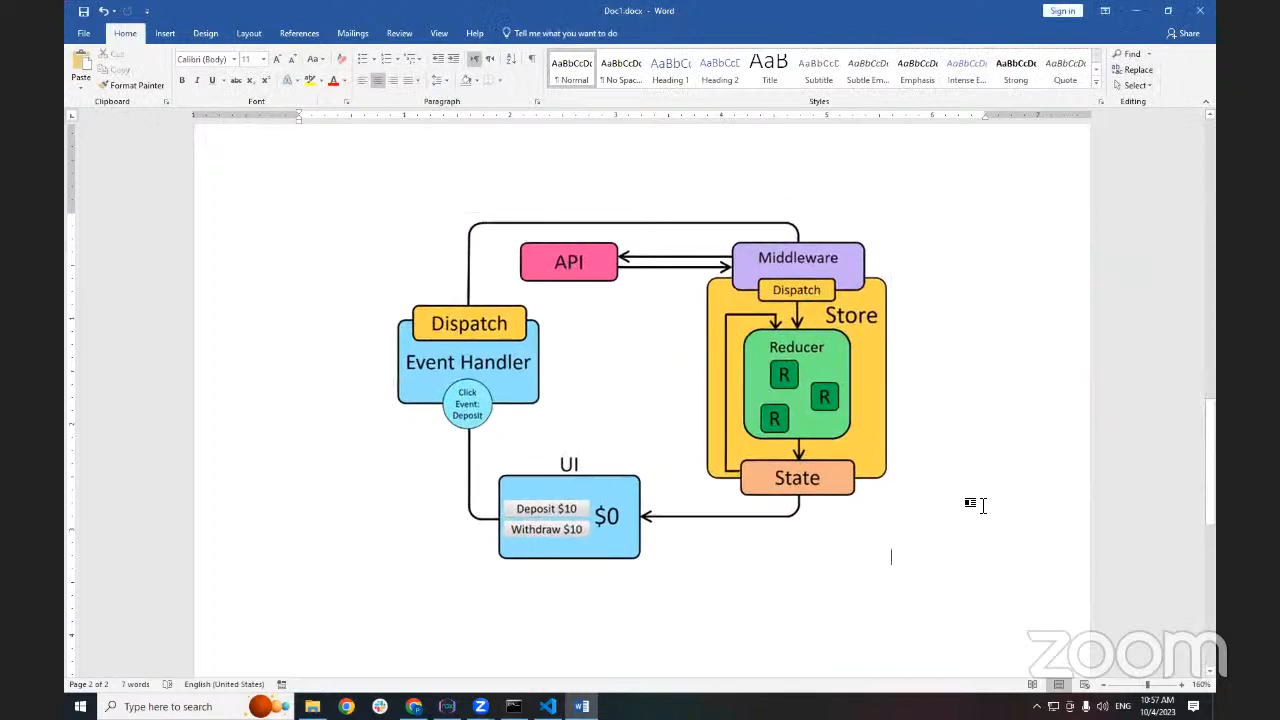 Doc1.docx - Word
Sign in
File Home Insert Design Layout References Mailings Review View Help Tell me what you want to do Share
Paste
Cut
Copy
Format Painter
Calibri (Body) 11
AaBbCcDc AaBbCcDc AaBbCc AaBbCcE AaB AaBbCcD AaBbCcDc AaBbCcDc AaBbCcDc AaBbCcDc AaBbCcDc
¶ Normal ¶ No Spac... Heading 1 Heading 2 Title Subtitle Subtle Em... Emphasis Intense E... Strong Quote
Find
Replace
Select
Clipboard Font Paragraph Styles Editing
API
Middleware
Dispatch
Store
Reducer
R
R
R
State
Dispatch
Event Handler
Click
Event:
Deposit
UI
Deposit $10
Withdraw $10
$0
zoom
Page 2 of 2 7 words English (United States) 160%
Type here to search
ENG
10:57 AM
10/4/2023